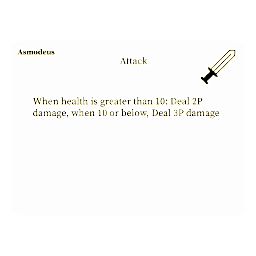 Asmodeus
Attack
When health is greater than 10: Deal 2P
damage, when 10 or below, Deal 3P damage